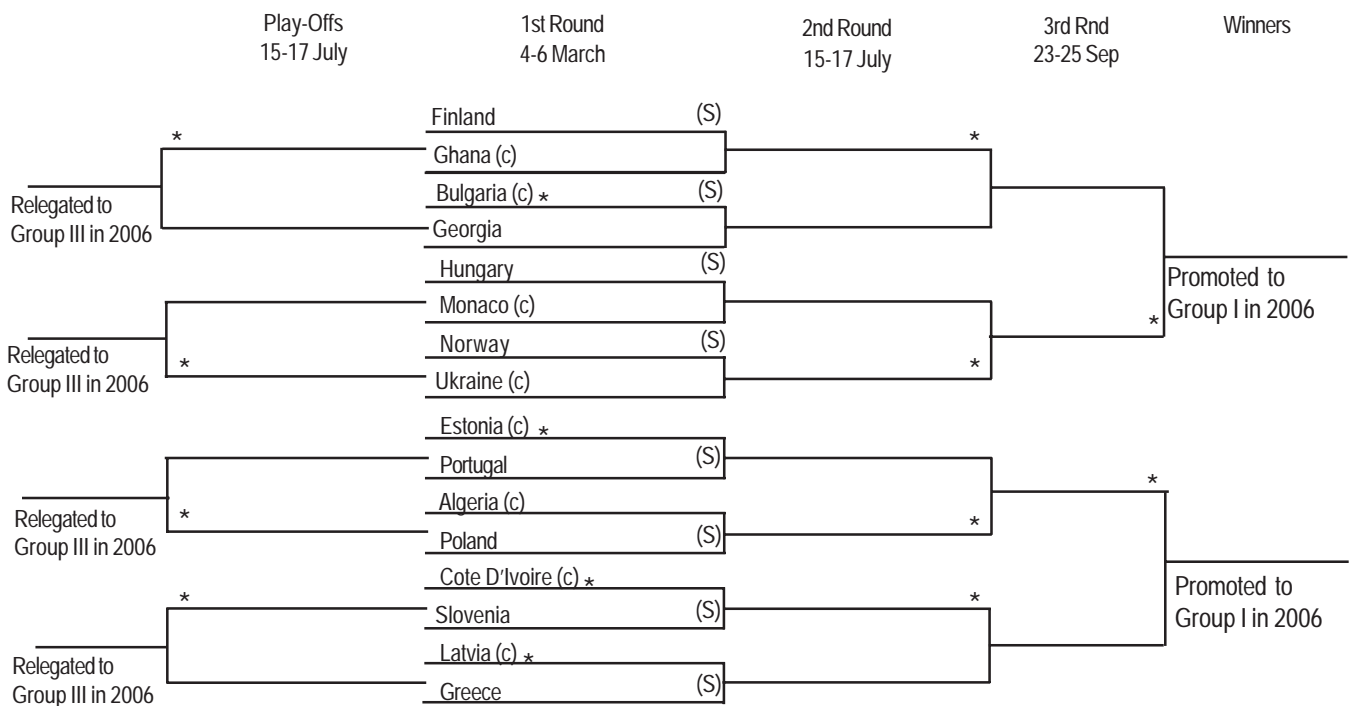 Play-Offs
15-17 July
1st Round
4-6 March
2nd Round
15-17 July
3rd Rnd
23-25 Sep
Winners
Finland (S)
*
*
Ghana (c)
Bulgaria (c) * (S)
Relegated to
Group III in 2006
Georgia
Hungary (S)
Promoted to
Group I in 2006
Monaco (c)
*
Norway (S)
Relegated to
Group III in 2006
*
*
Ukraine (c)
Estonia (c) *
Portugal (S)
*
Algeria (c)
Relegated to
Group III in 2006
*
*
Poland (S)
Cote D'Ivoire (c) *
Promoted to
Group I in 2006
*
*
Slovenia (S)
Latvia (c) *
Relegated to
Group III in 2006
Greece (S)